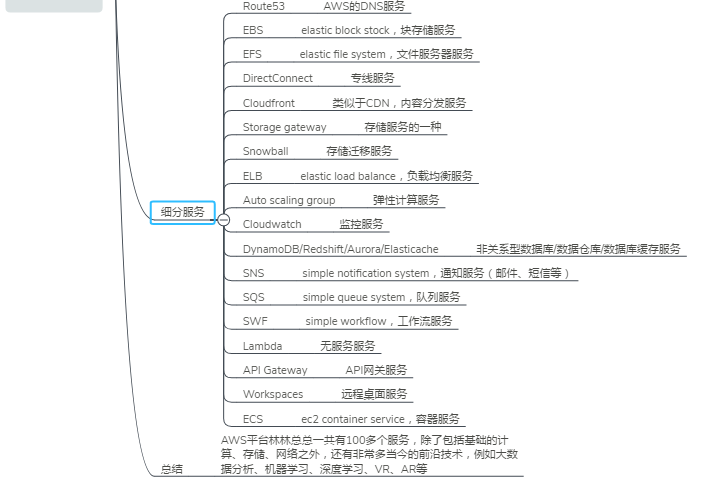 Route53 AWS的DNS服务
EBS elastic block stock，块存储服务
EFS elastic file system，文件服务器服务
DirectConnect 专线服务
Cloudfront 类似于CDN，内容分发服务
Storage gateway 存储服务的一种
Snowball 存储迁移服务
ELB elastic load balance，负载均衡服务
Auto scaling group 弹性计算服务
细分服务
Cloudwatch 监控服务
DynamoDB/Redshift/Aurora/Elasticache 非关系型数据库/数据仓库/数据库缓存服务
SNS simple notification system，通知服务（邮件、短信等）
SQS simple queue system，队列服务
SWF simple workflow，工作流服务
Lambda 无服务服务
API Gateway API网关服务
Workspaces 远程桌面服务
ECS ec2 container service，容器服务
总结
AWS平台林林总总一共有100多个服务，除了包括基础的计
算、存储、网络之外，还有非常多当今的前沿技术，例如大数
据分析、机器学习、深度学习、VR、AR等